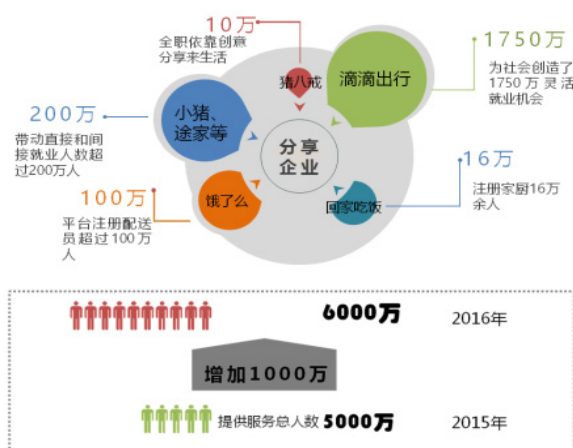 10万
全职依靠创意
分享来生活
1750万
为社会创造了
1750万灵活
就业机会
猪八戒
滴滴出行
200万
带动直接和间
接就业人数超
过200万人
小猪、
途家等
分享
企业
16万
注册家厨16万
余人
100万
平台注册配送
员超过100万
人
饿了么
回家吃饭
6000万
2016年
增加1000万
提供服务总人数
5000万
2015年